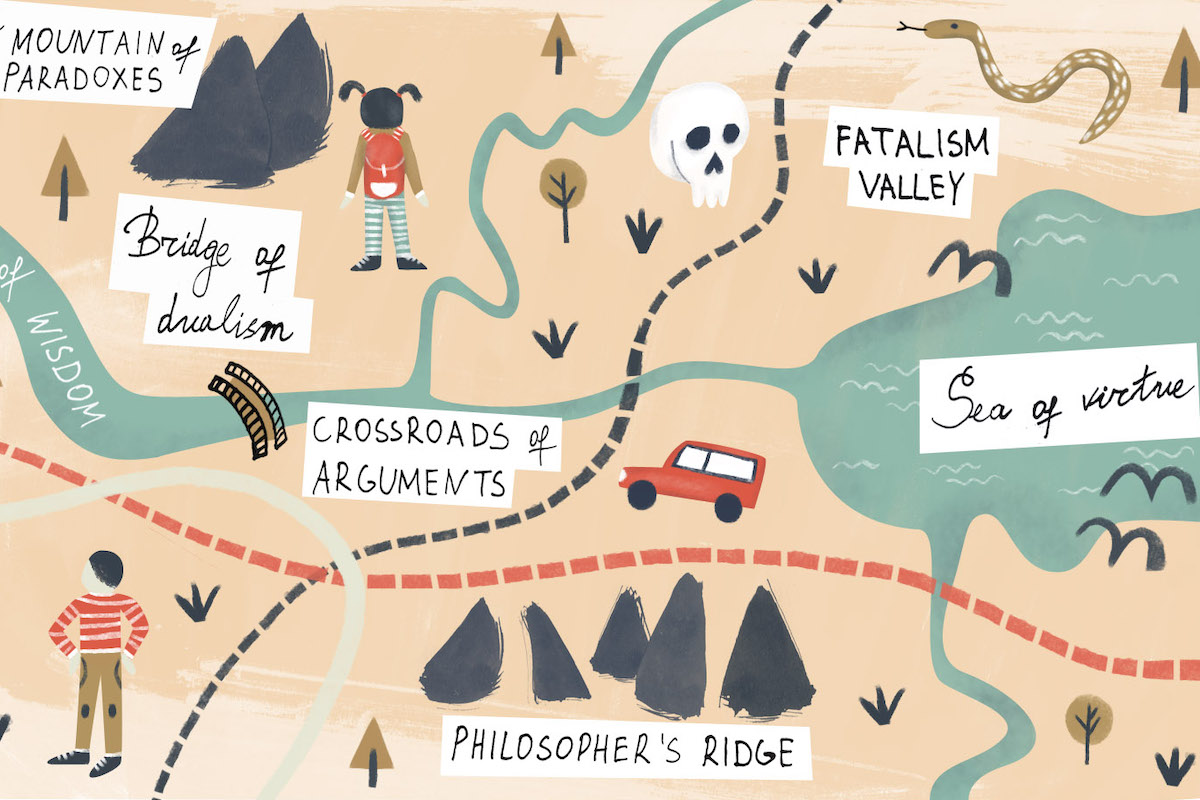 MOUNTAIN of
PARADOXES
FATALISM
VALLEY
Bridge of
dualism
of WISDOM
Sea of virtue
CROSSROADS of
ARGUMENTS
PHILOSOPHER'S RIDGE